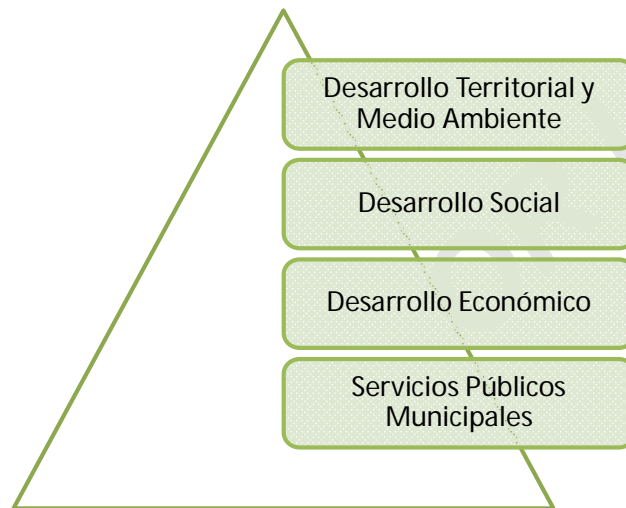 Desarrollo Territorial y
Medio Ambiente
Desarrollo Social
Desarrollo Económico
Servicios Públicos
Municipales